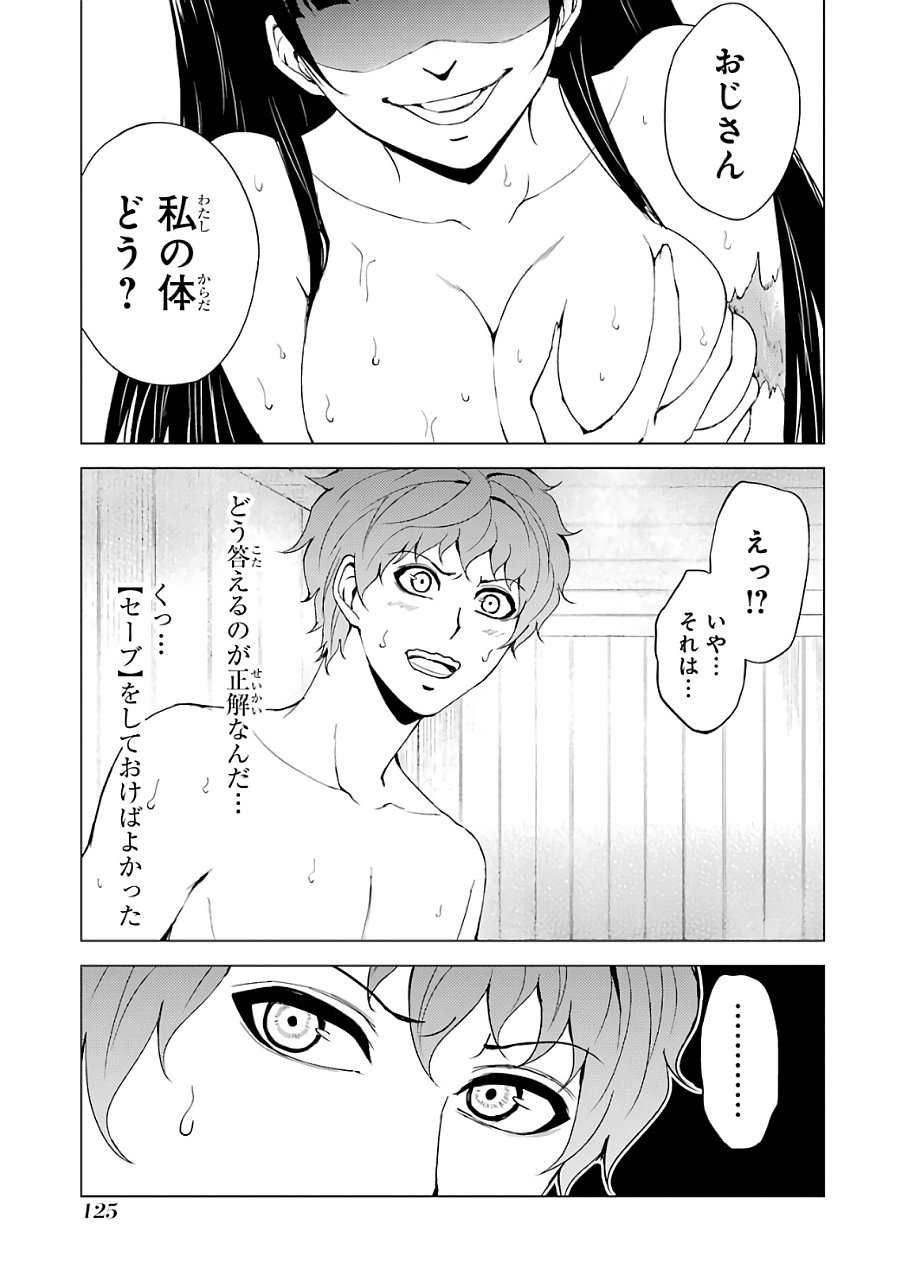 おじさん
私の体
どう?
えっ!?
いや…
それは…
どう答えるのが正解なんだ…
くっ…
【セーブ】をしておけばよかった
………
125